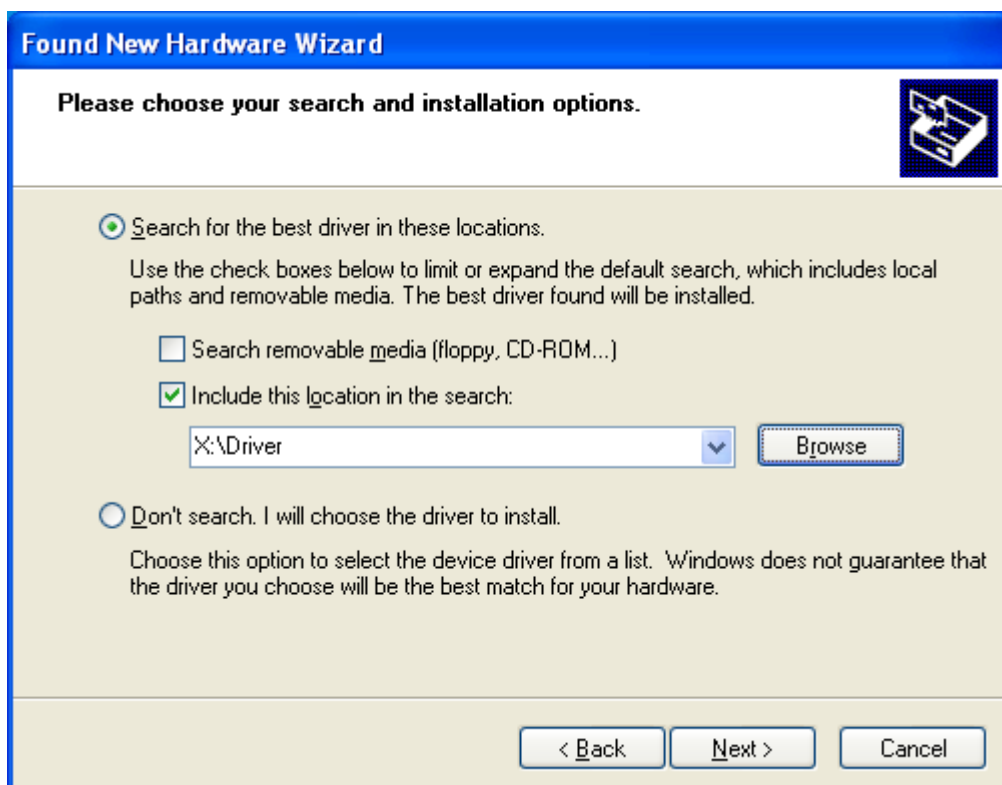 Found New Hardware Wizard
Please choose your search and installation options.
Search for the best driver in these locations.
Use the check boxes below to limit or expand the default search, which includes local
paths and removable media. The best driver found will be installed.
Search removable media (floppy, CD-ROM...)
Include this location in the search:
X:\Driver
Browse
Don't search. I will choose the driver to install.
Choose this option to select the device driver from a list.  Windows does not guarantee that
the driver you choose will be the best match for your hardware.
< Back
Next >
Cancel